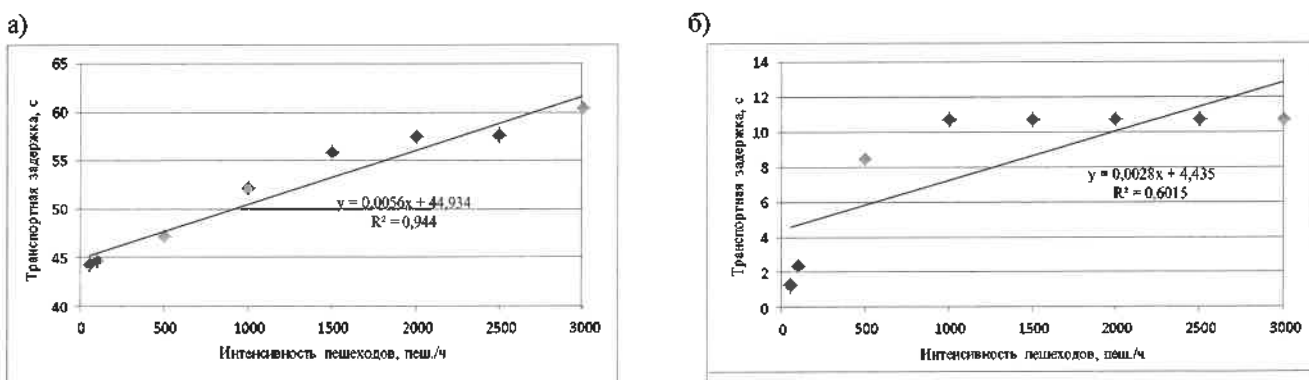 а)
65
60
55
50
45
40
Транспортная задержка, с
y = 0,0056x + 44,934
R² = 0,944
0 500 1000 1500 2000 2500 3000
Интенсивность пешеходов, пеш./ч
б)
14
12
10
8
6
4
2
0
Транспортная задержка, с
y = 0,0028x + 4,435
R² = 0,6015
0 500 1000 1500 2000 2500 3000
Интенсивность пешеходов, пеш./ч